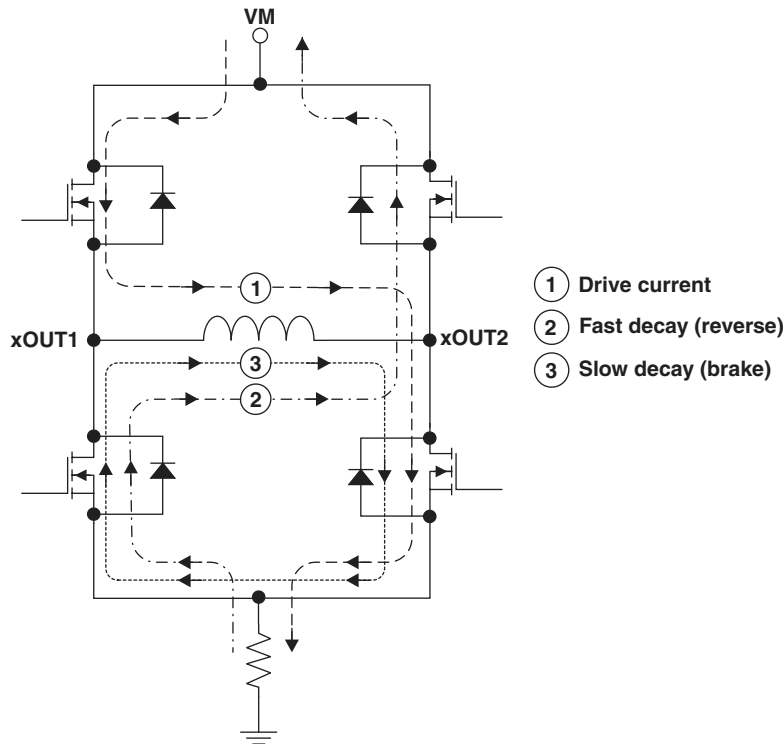 VM
1
1 Drive current
xOUT1
xOUT2
2 Fast decay (reverse)
3
3 Slow decay (brake)
2